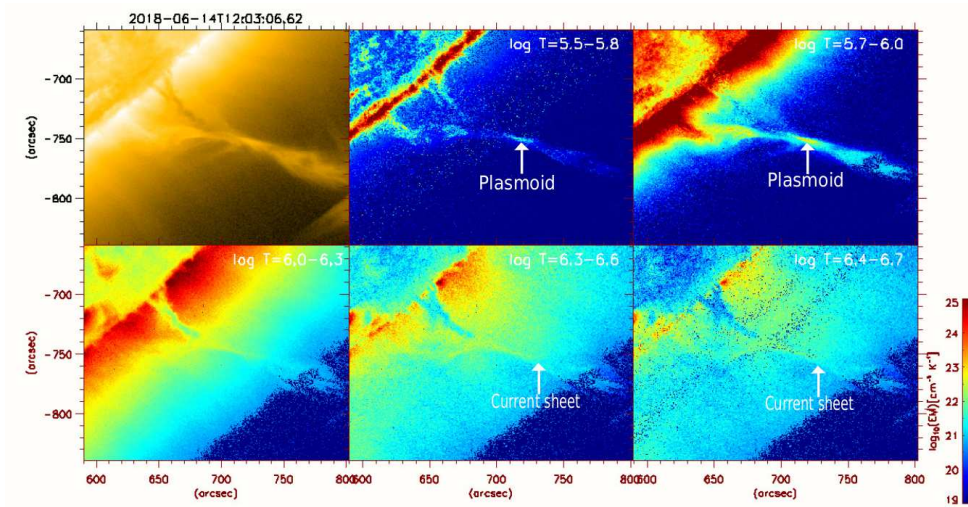 2018-06-14T12:03:06.62
log T=5.5-5.8
log T=5.7-6.0
-700
-750
-800
(arcsec)
Plasmoid
Plasmoid
log T=6.0-6.3
log T=6.3-6.6
log T=6.4-6.7
-700
-750
-800
(arcsec)
Current sheet
Current sheet
25
24
23
22
21
20
19
log₁₀(EM)[cm⁻⁵ K⁻¹]
600 650 700 750 800
600 650 700 750 800
600 650 700 750 800
(arcsec)
(arcsec)
(arcsec)